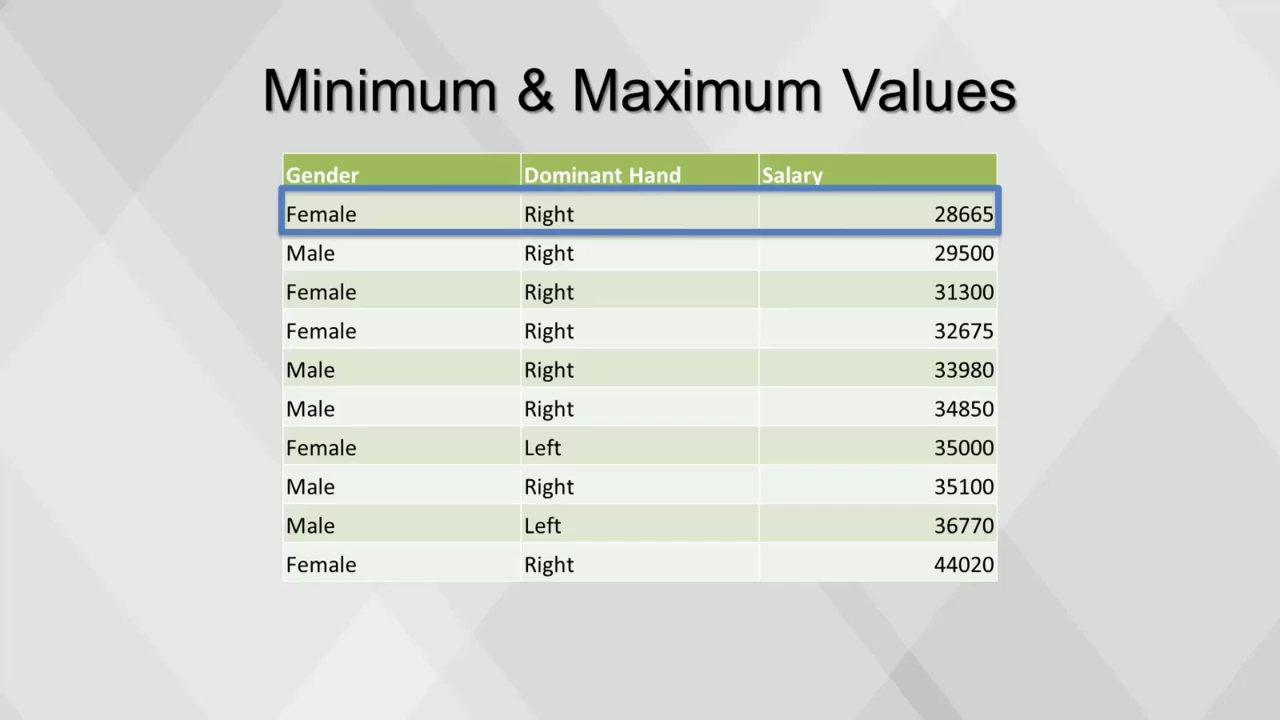 Minimum & Maximum Values
Gender Dominant Hand Salary
Female Right 28665
Male Right 29500
Female Right 31300
Female Right 32675
Male Right 33980
Male Right 34850
Female Left 35000
Male Right 35100
Male Left 36770
Female Right 44020